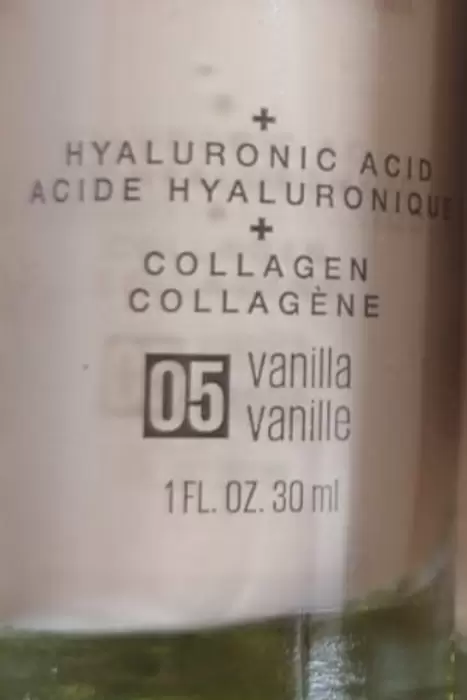 +
HYALURONIC ACID
ACIDE HYALURONIQUE
+
COLLAGEN
COLLAGÈNE
05 vanilla
vanille
1 FL. OZ. 30 ml